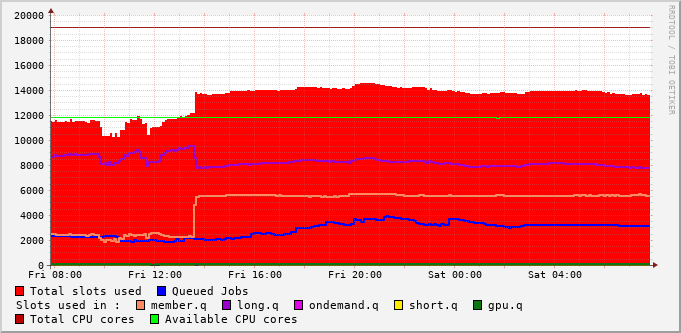 20000
18000
16000
14000
12000
10000
8000
6000
4000
2000
0
Fri 08:00 Fri 12:00 Fri 16:00 Fri 20:00 Sat 00:00 Sat 04:00
Total slots used Queued Jobs
Slots used in : member.q long.q ondemand.q short.q gpu.q
Total CPU cores Available CPU cores
RRDTOOL / TOBI OETIKER